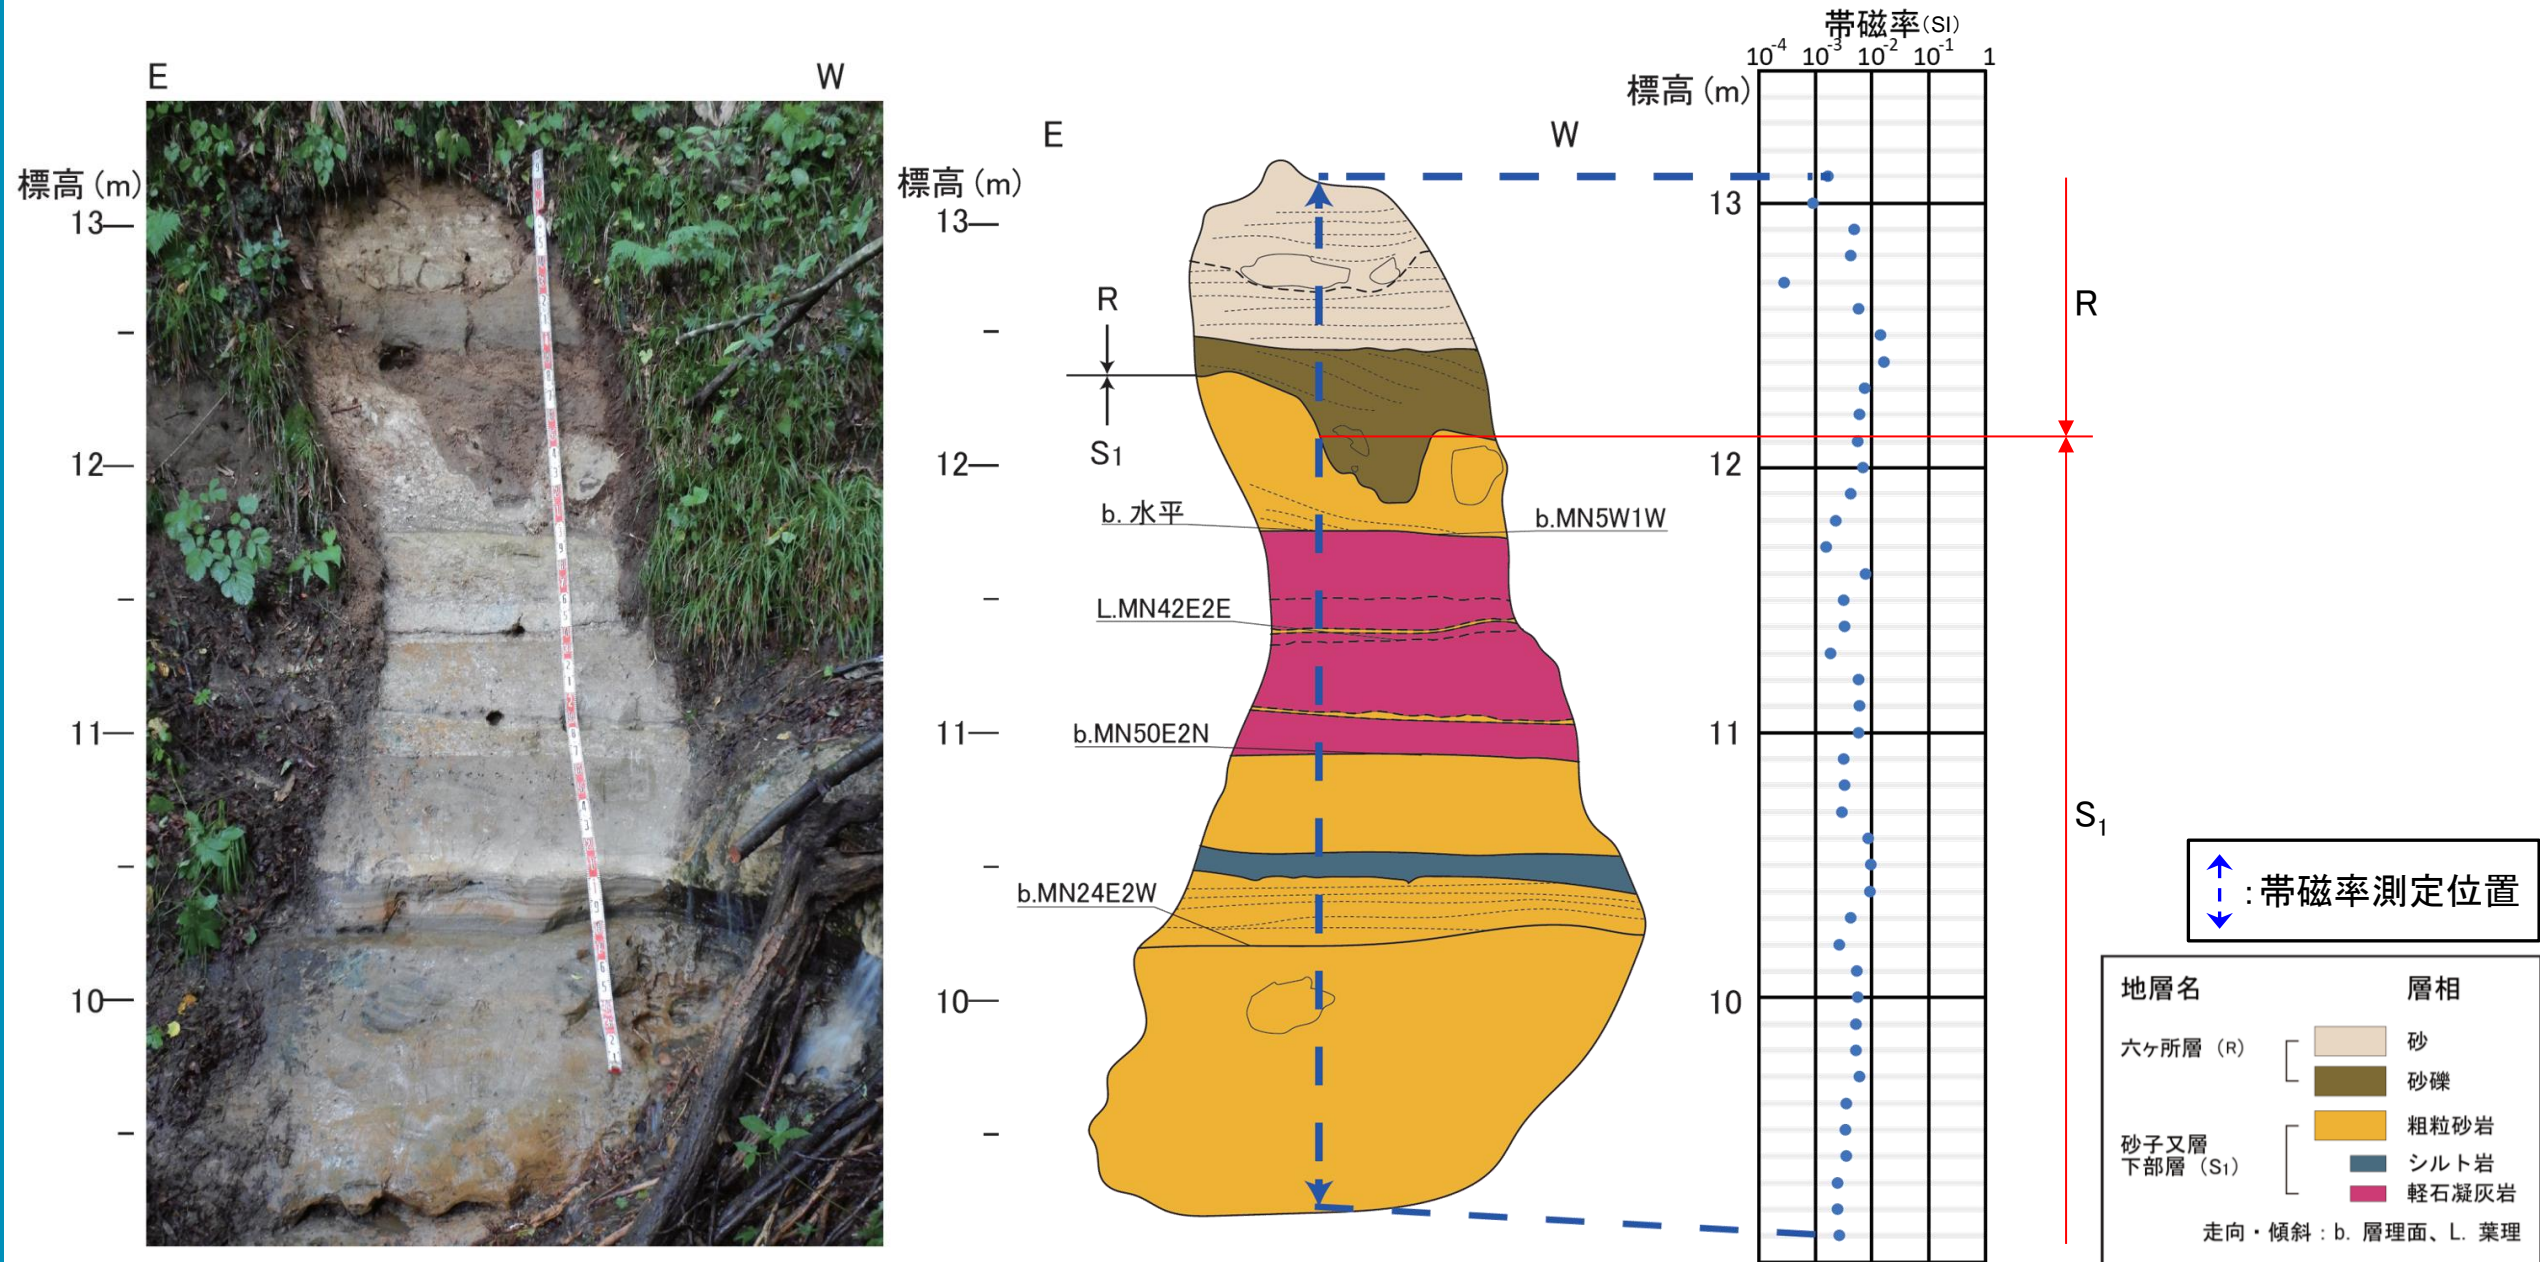 帯磁率(SI)
10-4 10-3 10-2 10-1 1
標高(m)
E W
E W
標高(m)
標高(m)
13
13
13
R
R
S1
12
12
12
b. 水平
b.MN5W1W
L.MN42E2E
11
11
11
b.MN50E2N
S1
b.MN24E2W
:帯磁率測定位置
10
10
10
地層名 層相
六ヶ所層(R)
砂
砂礫
砂子又層
下部層(S1)
粗粒砂岩
シルト岩
軽石凝灰岩
走向・傾斜:b. 層理面、L. 葉理